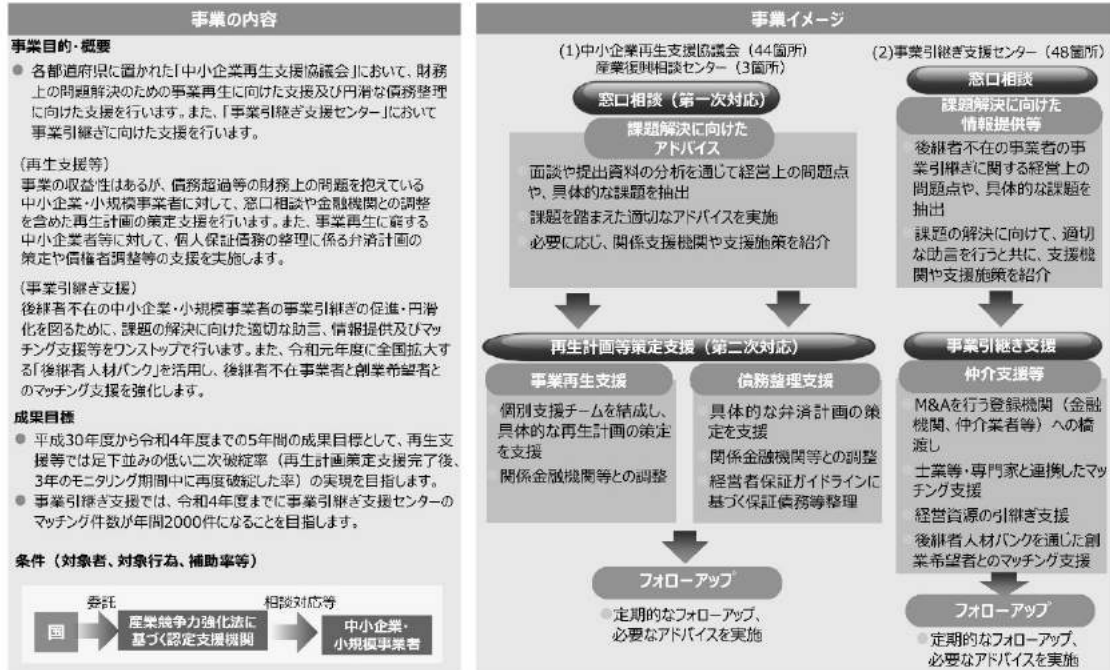 事業の内容
事業目的・概要
● 各都道府県に置かれた「中小企業再生支援協議会」において、財務
上の問題解決のための事業再生に向けた支援及び円滑な債務整理
に向けた支援を行います。また、「事業引継ぎ支援センター」において
事業引継ぎに向けた支援を行います。
（再生支援等）
事業の収益性はあるが、債務超過等の財務上の問題を抱えている
中小企業・小規模事業者に対して、窓口相談や金融機関との調整
を含めた再生計画の策定支援を行います。また、事業再生に窮する
中小企業者等に対して、個人保証債務の整理に係る弁済計画の
策定や債権者調整等の支援を実施します。
（事業引継ぎ支援）
後継者不在の中小企業・小規模事業者の事業引継ぎの促進・円滑
化を図るために、課題の解決に向けた適切な助言、情報提供及びマッ
チング支援等をワンストップで行います。また、令和元年度に全国拡大す
る「後継者人材バンク」を活用し、後継者不在事業者と創業希望者と
のマッチング支援を強化します。
成果目標
● 平成30年度から令和4年度までの5年間の成果目標として、再生支
援等では足下並みの低い二次破綻率（再生計画策定支援完了後、
3年のモニタリング期間中に再度破綻した率）の実現を目指します。
● 事業引継ぎ支援では、令和4年度までに事業引継ぎ支援センターの
マッチング件数が年間2000件になることを目指します。
条件（対象者、対象行為、補助率等）
国
委託
産業競争力強化法に
基づく認定支援機関
相談対応等
中小企業・
小規模事業者
事業イメージ
(1)中小企業再生支援協議会（44箇所）
産業復興相談センター（3箇所）
窓口相談（第一次対応）
課題解決に向けた
アドバイス
面談や提出資料の分析を通じて経営上の問題点
や、具体的な課題を抽出
課題を踏まえた適切なアドバイスを実施
必要に応じ、関係支援機関や支援施策を紹介
再生計画等策定支援（第二次対応）
事業再生支援
個別支援チームを結成し、
具体的な再生計画の策定
を支援
関係金融機関等との調整
債務整理支援
具体的な弁済計画の策
定を支援
関係金融機関等との調整
経営者保証ガイドラインに
基づく保証債務等整理
フォローアップ
定期的なフォローアップ、
必要なアドバイスを実施
(2)事業引継ぎ支援センター（48箇所）
窓口相談
課題解決に向けた
情報提供等
後継者不在の事業者の事
業引継ぎに関する経営上の
問題点や、具体的な課題を
抽出
課題の解決に向けて、適切
な助言を行うと共に、支援機
関や支援施策を紹介
事業引継ぎ支援
仲介支援等
M&Aを行う登録機関（金融
機関、仲介業者等）への橋
渡し
士業等・専門家と連携したマッ
チング支援
経営資源の引継ぎ支援
後継者人材バンクを通じた創
業希望者とのマッチング支援
フォローアップ
定期的なフォローアップ、
必要なアドバイスを実施